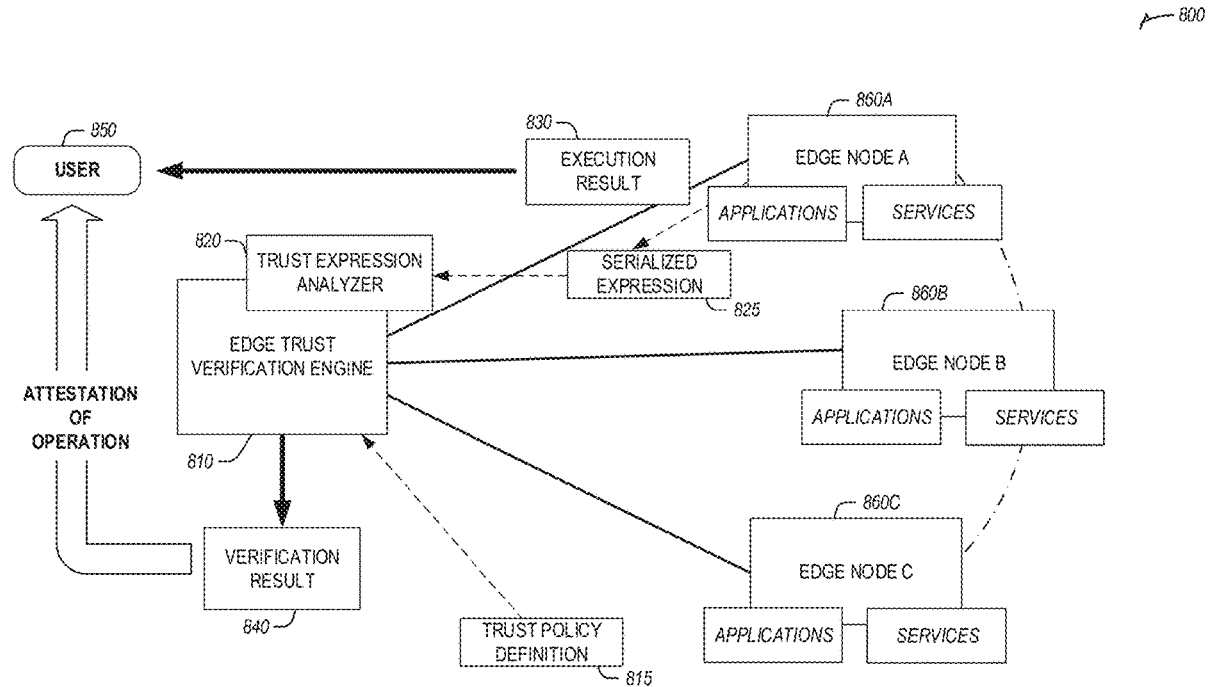 800
860A
850
830
USER
EXECUTION
RESULT
EDGE NODE A
APPLICATIONS
SERVICES
820
TRUST EXPRESSION
ANALYZER
SERIALIZED
EXPRESSION
825
860B
EDGE TRUST
VERIFICATION ENGINE
EDGE NODE B
ATTESTATION
OF
OPERATION
APPLICATIONS
SERVICES
810
860C
VERIFICATION
RESULT
EDGE NODE C
840
TRUST POLICY
DEFINITION
815
APPLICATIONS
SERVICES